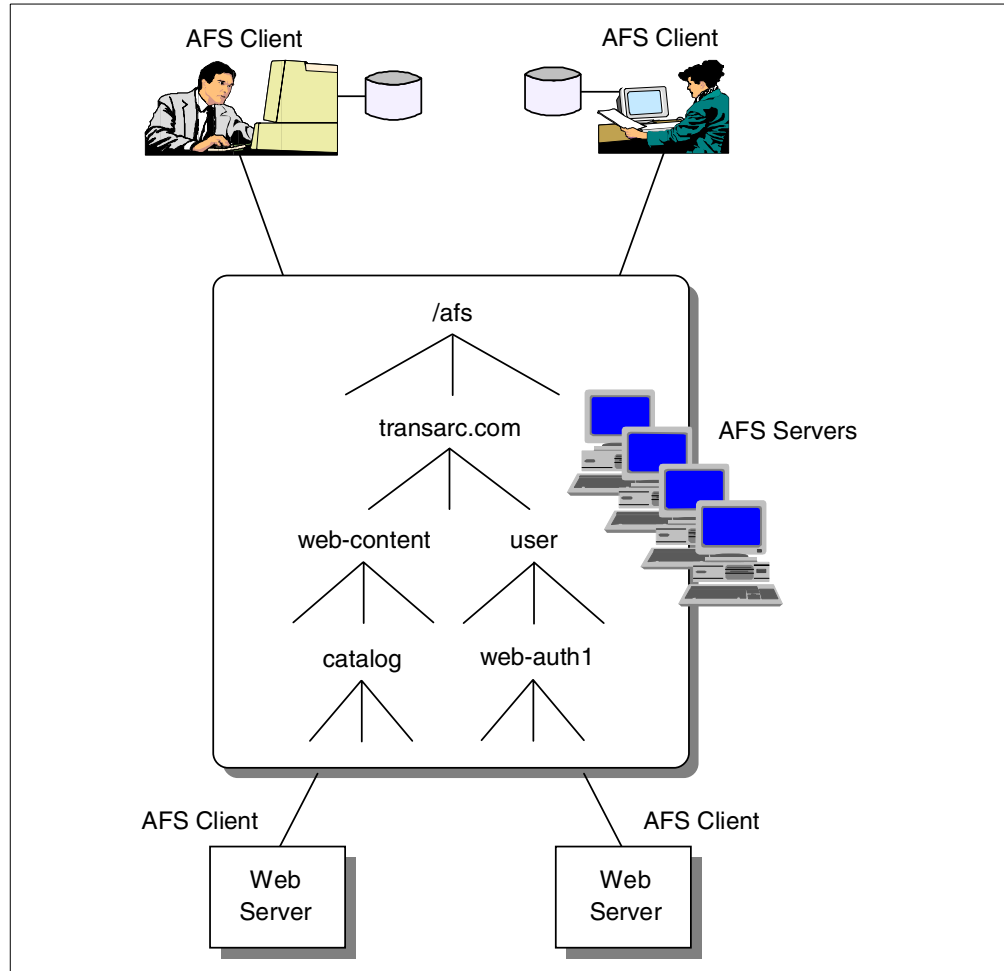 AFS Client
AFS Client
/afs
transarc.com
AFS Servers
web-content
user
catalog
web-auth1
AFS Client
AFS Client
Web
Server
Web
Server